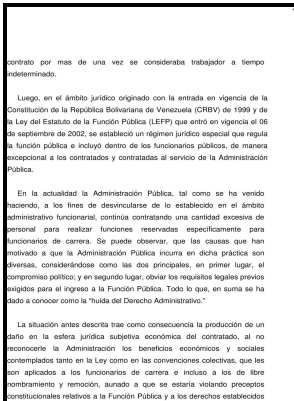 contrato por mas de una vez se consideraba trabajador a tiempo
indeterminado.
Luego, en el ámbito jurídico originado con la entrada en vigencia de la
Constitución de la República Bolivariana de Venezuela (CRBV) de 1999 y de
la Ley del Estatuto de la Función Pública (LEFP) que entró en vigencia el 06
de septiembre de 2002, se estableció un régimen jurídico especial que regula
la función pública e incluyó dentro de los funcionarios públicos, de manera
excepcional a los contratados y contratadas al servicio de la Administración
Pública.
En la actualidad la Administración Pública, tal como se ha venido
haciendo, a los fines de desvincularse de lo establecido en el ámbito
administrativo funcionarial, continúa contratando una cantidad excesiva de
personal para realizar funciones reservadas específicamente para
funcionarios de carrera. Se puede observar, que las causas que han
motivado a que la Administración Pública incurra en dicha práctica son
diversas, considerándose como las dos principales, en primer lugar, el
compromiso político; y en segundo lugar, obviar los requisitos legales previos
exigidos para el ingreso a la Función Pública. Todo lo que, en suma se ha
dado a conocer como la “huida del Derecho Administrativo.”
La situación antes descrita trae como consecuencia la producción de un
daño en la esfera jurídica subjetiva económica del contratado, al no
reconocerle la Administración los beneficios económicos y sociales
contemplados tanto en la Ley como en las convenciones colectivas, que les
son aplicados a los funcionarios de carrera e incluso a los de libre
nombramiento y remoción, aunado a que se estaría violando preceptos
constitucionales relativos a la Función Pública y a los derechos establecidos